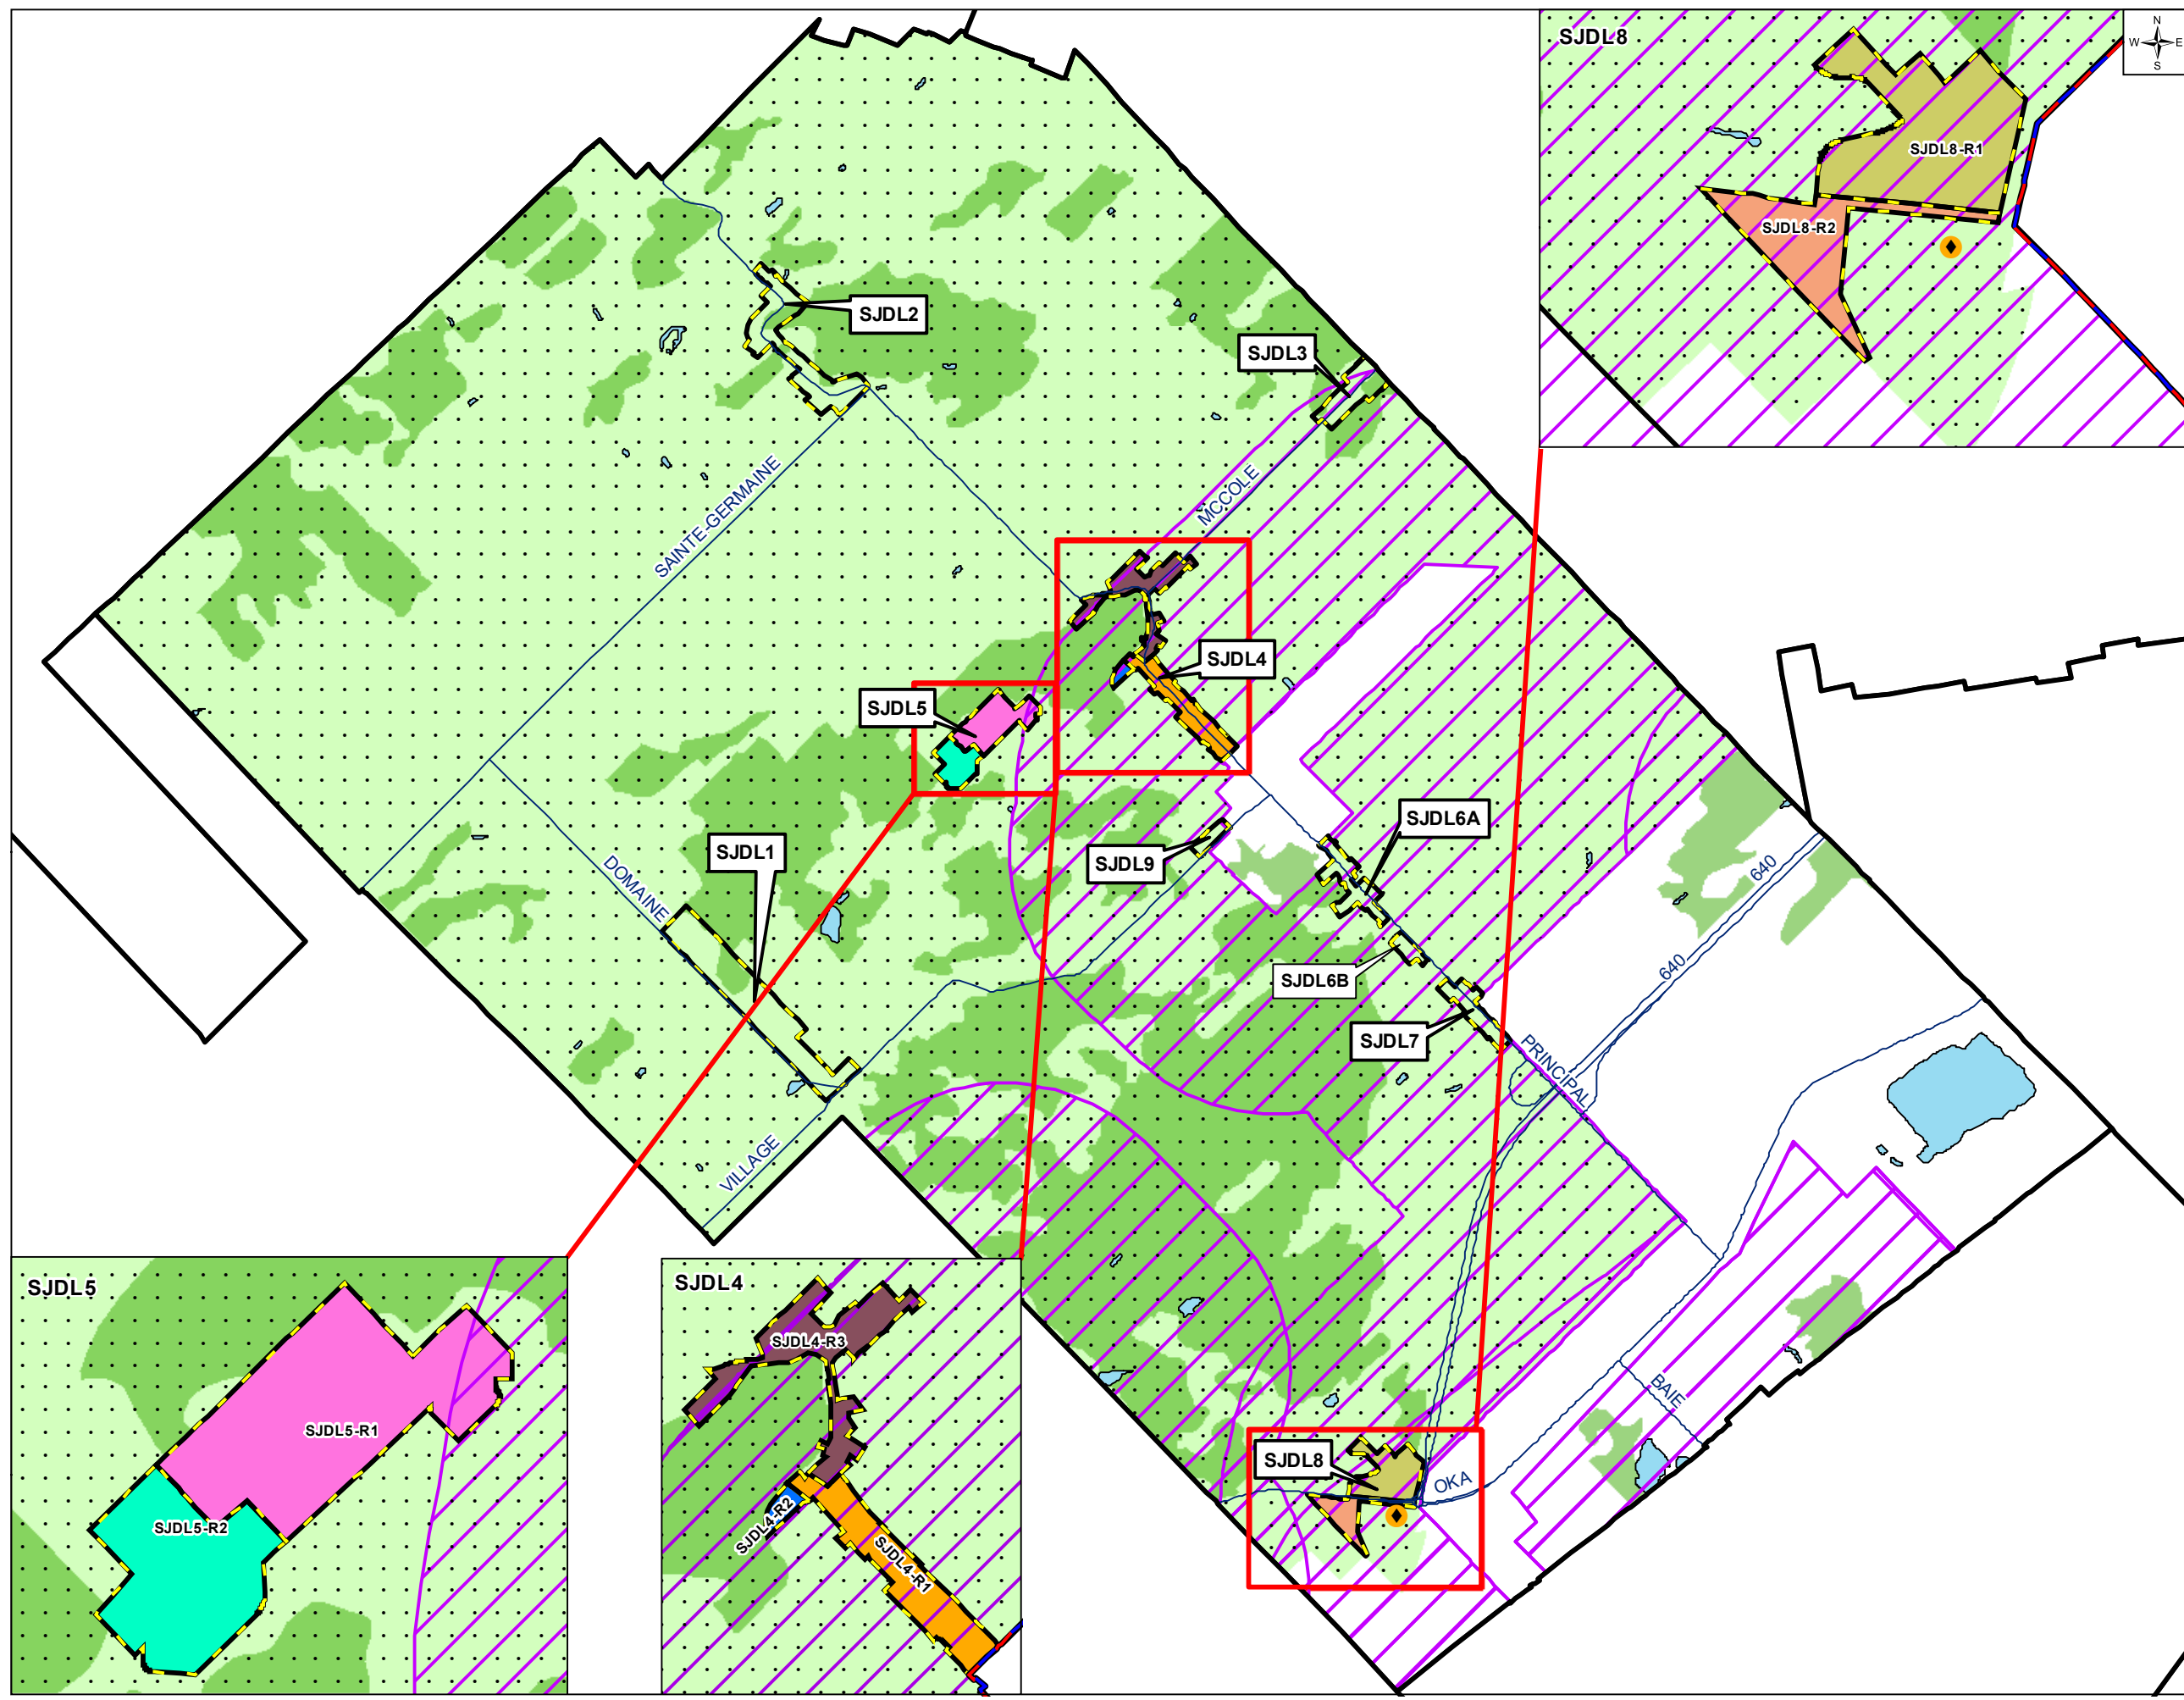 SJDL8
N
W
E
S
SJDL8-R1
SJDL8-R2
SJDL2
SJDL3
SAINTE-GERMAINE
MCCOLE
SJDL4
SJDL5
SJDL6A
SJDL1
SJDL9
DOMAINE
640
640
SJDL6B
SJDL7
PRINCIPAL
VILLAGE
BAIE
SJDL8
OKA
SJDL5
SJDL5-R1
SJDL5-R2
SJDL4
SJDL4-R3
SJDL4-R2
SJDL4-R1